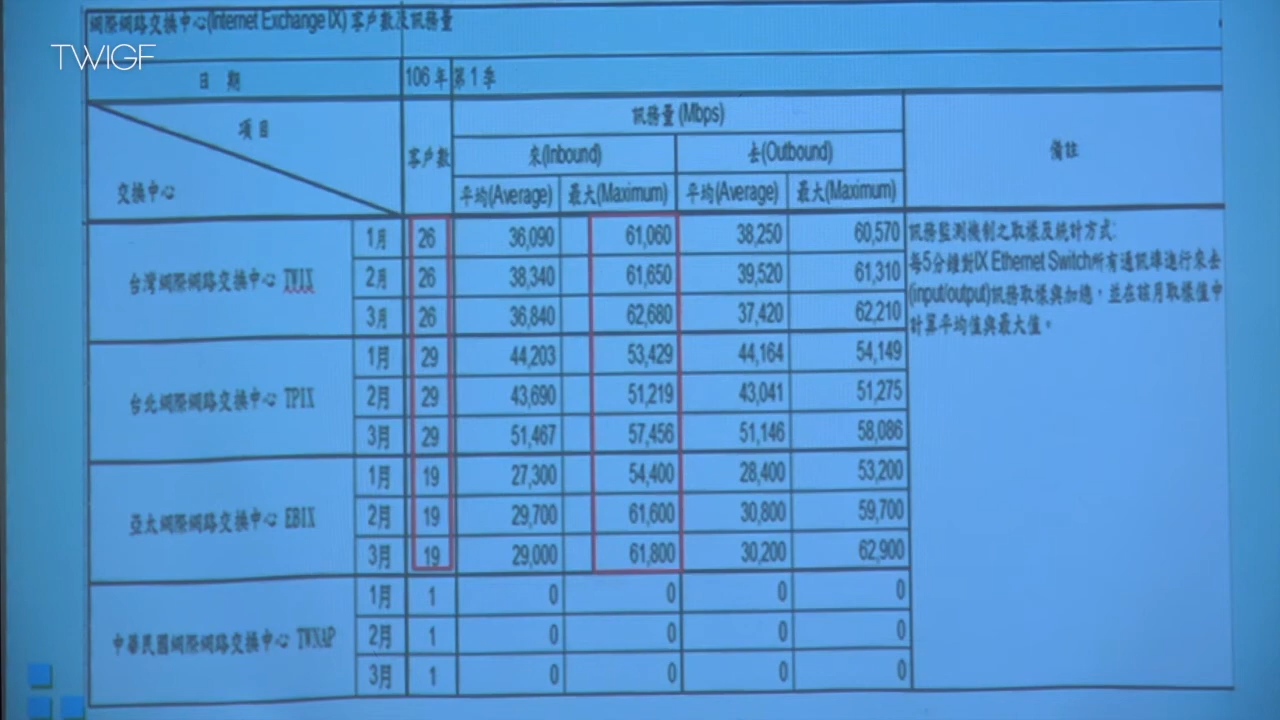 網際網路交換中心(Internet Exchange IX) 客戶數及訊務量
TWIGF
日 期 106 年 第 1 季
項目 客戶數 訊務量 (Mbps) 備註
來(Inbound) 去(Outbound)
交換中心 平均(Average) 最大(Maximum) 平均(Average) 最大(Maximum)
台灣網際網路交換中心 TWIX
1月 26 36,090 61,060 38,250 60,570
2月 26 38,340 61,650 39,520 61,310
3月 26 36,840 62,680 37,420 62,210
訊務監測機制之取樣及統計方式:
每5分鐘對IX Ethernet Switch所有通訊埠進行來去
(input/output)訊務取樣與加總，並在該月取樣值中
計算平均值與最大值。
台北網際網路交換中心 TPIX
1月 29 44,203 53,429 44,164 54,149
2月 29 43,690 51,219 43,041 51,275
3月 29 51,467 57,456 51,146 58,086
亞太網際網路交換中心 EBIX
1月 19 27,300 54,400 28,400 53,200
2月 19 29,700 61,600 30,800 59,700
3月 19 29,000 61,800 30,200 62,900
中華民國網際網路交換中心 TWNAP
1月 1 0 0 0 0
2月 1 0 0 0 0
3月 1 0 0 0 0